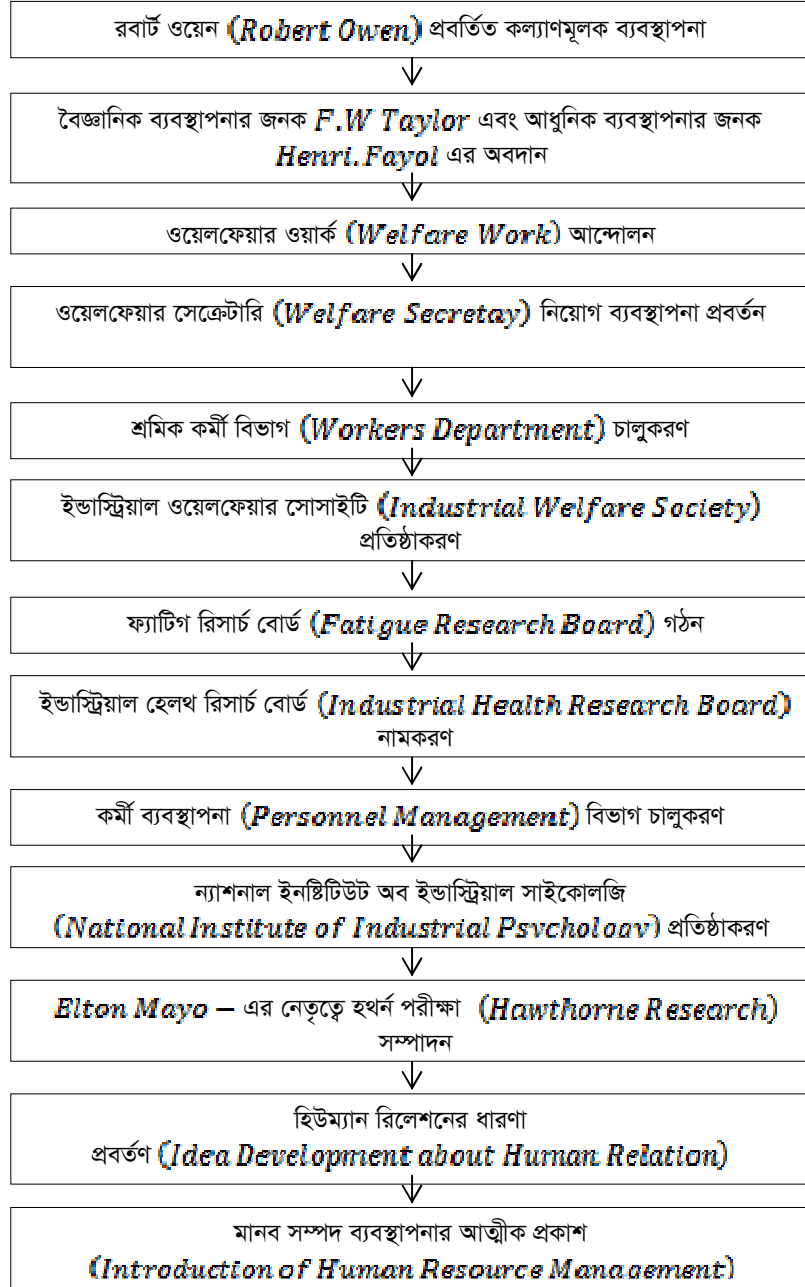 রবার্ট ওয়েন (Robert Owen) প্রবর্তিত কল্যাণমূলক ব্যবস্থাপনা
বৈজ্ঞানিক ব্যবস্থাপনার জনক F.W Taylor এবং আধুনিক ব্যবস্থাপনার জনক
Henri.Fayol এর অবদান
ওয়েলফেয়ার ওয়ার্ক (Welfare Work) আন্দোলন
ওয়েলফেয়ার সেক্রেটারি (Welfare Secretay) নিয়োগ ব্যবস্থাপনা প্রবর্তন
শ্রমিক কর্মী বিভাগ (Workers Department) চালুকরণ
ইন্ডাস্ট্রিয়াল ওয়েলফেয়ার সোসাইটি (Industrial Welfare Society)
প্রতিষ্ঠাকরণ
ফ্যাটিগ রিসার্চ বোর্ড (Fatigue Research Board) গঠন
ইন্ডাস্ট্রিয়াল হেলথ রিসার্চ বোর্ড (Industrial Health Research Board)
নামকরণ
কর্মী ব্যবস্থাপনা (Personnel Management) বিভাগ চালুকরণ
ন্যাশনাল ইনষ্টিটিউট অব ইন্ডাস্ট্রিয়াল সাইকোলজি
(National Institute of Industrial Psychology) প্রতিষ্ঠাকরণ
Elton Mayo – এর নেতৃত্বে হথর্ন পরীক্ষা (Hawthorne Research)
সম্পাদন
হিউম্যান রিলেশনের ধারণা
প্রবর্তণ (Idea Development about Human Relation)
মানব সম্পদ ব্যবস্থাপনার আত্মীক প্রকাশ
(Introduction of Human Resource Management)